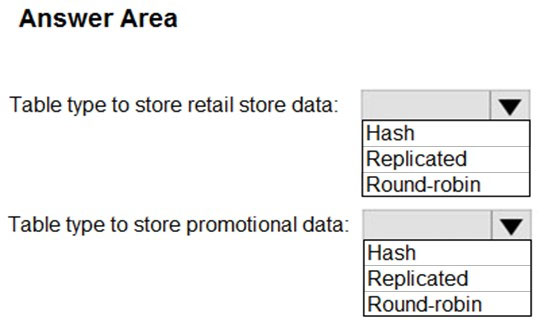 Answer Area
Table type to store retail store data:
Hash
Replicated
Round-robin
Table type to store promotional data:
Hash
Replicated
Round-robin